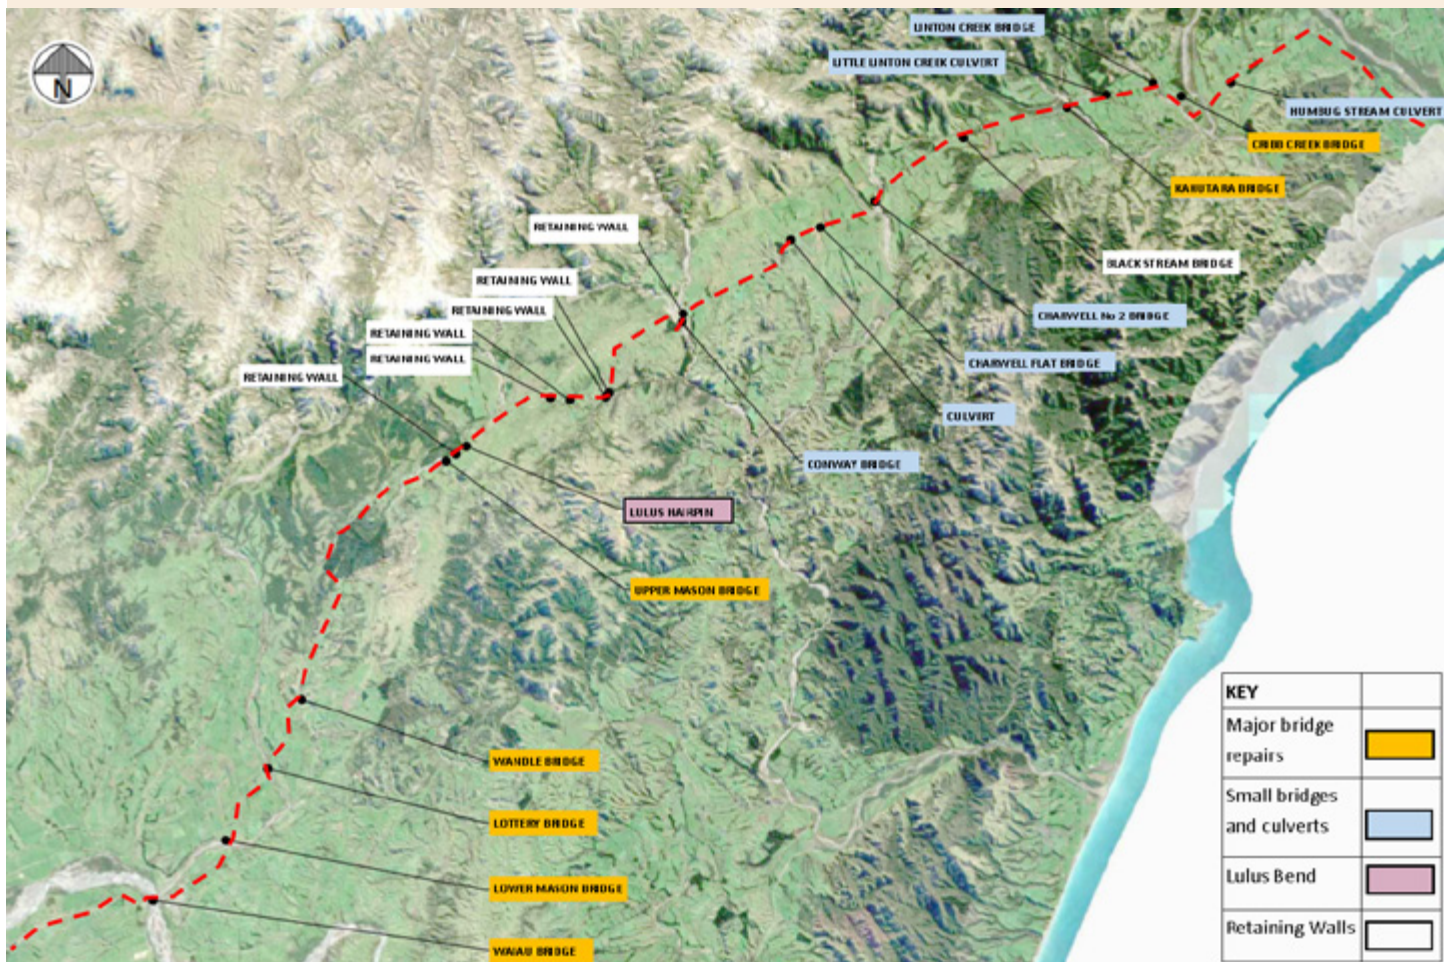 LINTON CREEK BRIDGE
LITTLE LINTON CREEK CULVERT
HUMBUG STREAM CULVERT
CRIBB CREEK BRIDGE
KAHUTARA BRIDGE
N
RETAINING WALL
BLACK STREAM BRIDGE
RETAINING WALL
RETAINING WALL
CHARWELL No 2 BRIDGE
RETAINING WALL
RETAINING WALL
CHARWELL FLAT BRIDGE
RETAINING WALL
CULVERT
CONWAY BRIDGE
LULUS HAIRPIN
UPPER MASON BRIDGE
WANDLE BRIDGE
LOTTERY BRIDGE
LOWER MASON BRIDGE
WAIAU BRIDGE
KEY
Major bridge
repairs
Small bridges
and culverts
Lulus Bend
Retaining Walls